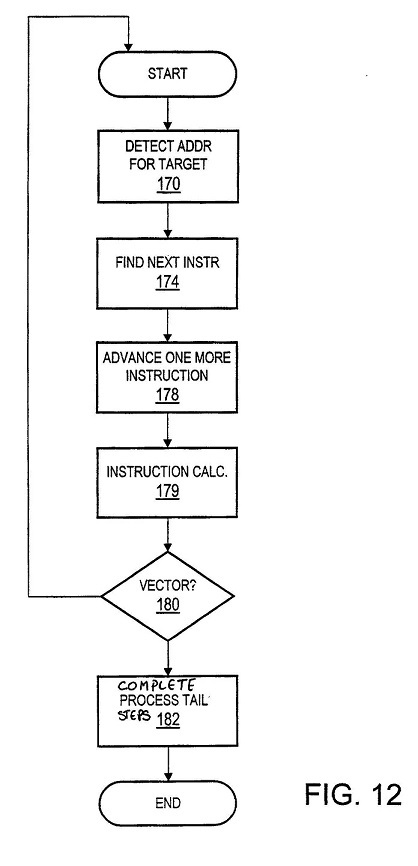 START
DETECT ADDR
FOR TARGET
170
FIND NEXT INSTR
174
ADVANCE ONE MORE
INSTRUCTION
178
INSTRUCTION CALC.
179
VECTOR?
180
COMPLETE
PROCESS TAIL
STEPS 182
END
FIG. 12